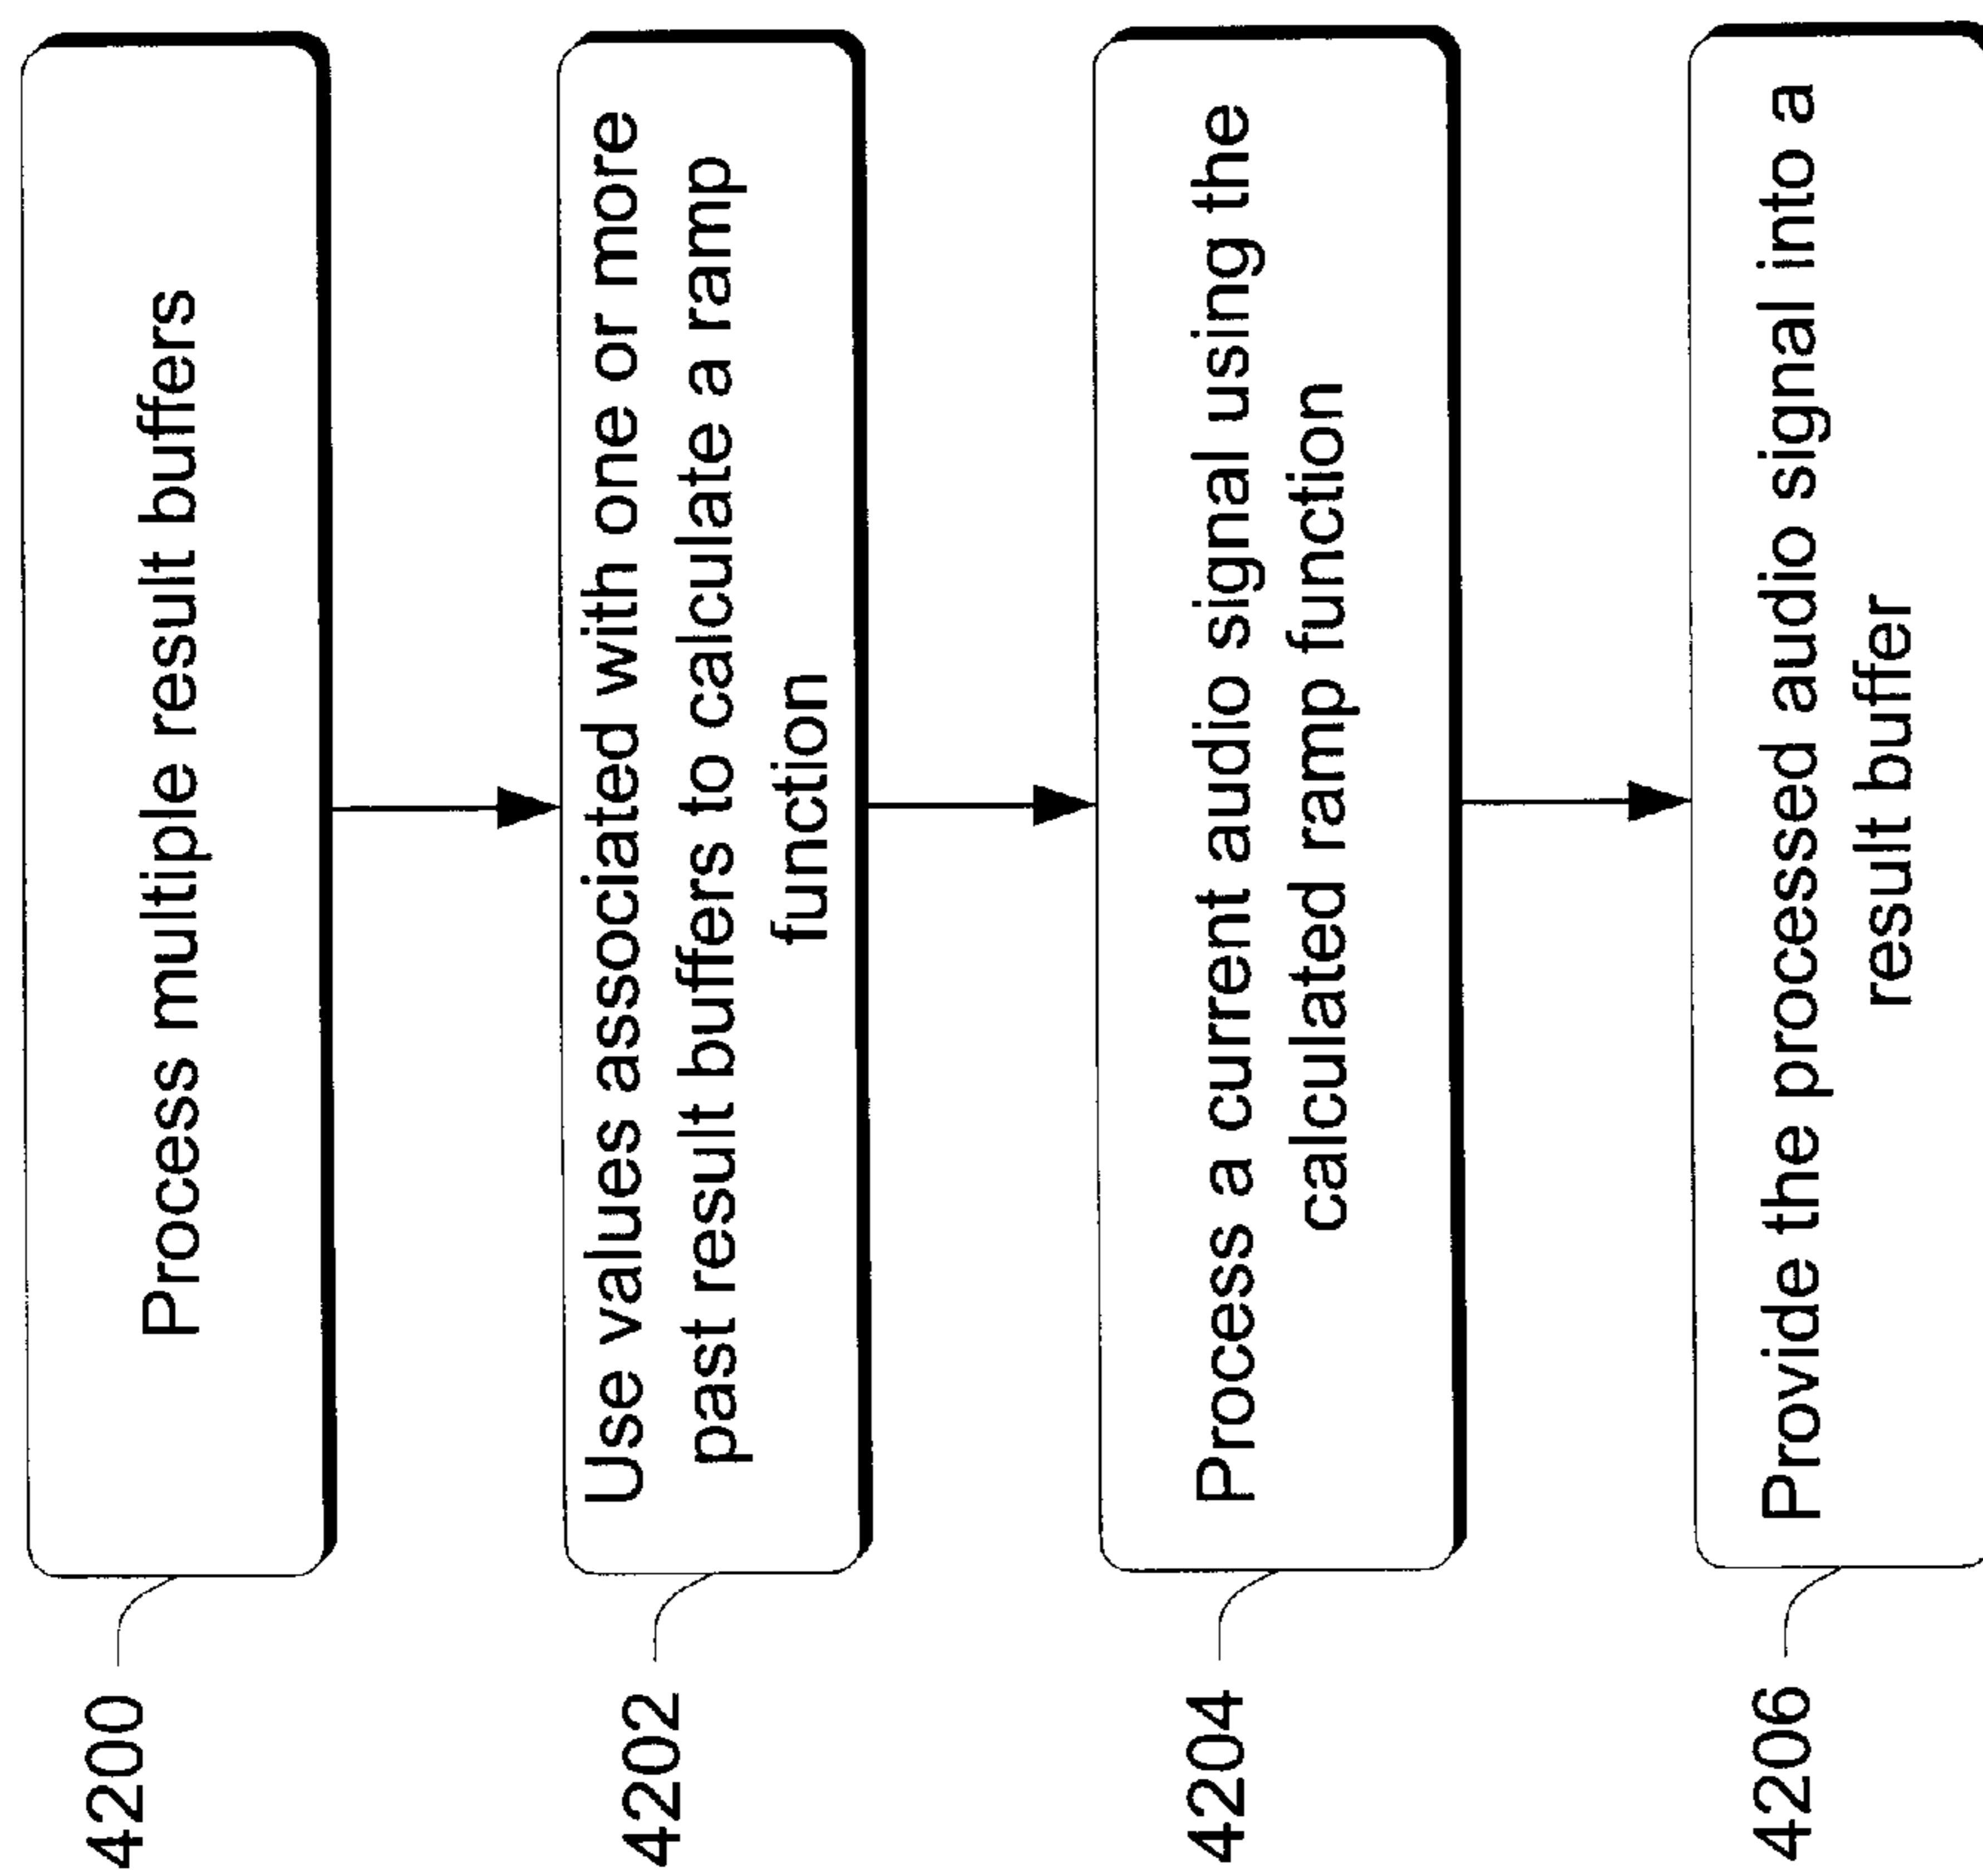 4200
Process multiple result buffers
4202
Use values associated with one or more
past result buffers to calculate a ramp
function
4204
Process a current audio signal using the
calculated ramp function
4206
Provide the processed audio signal into a
result buffer